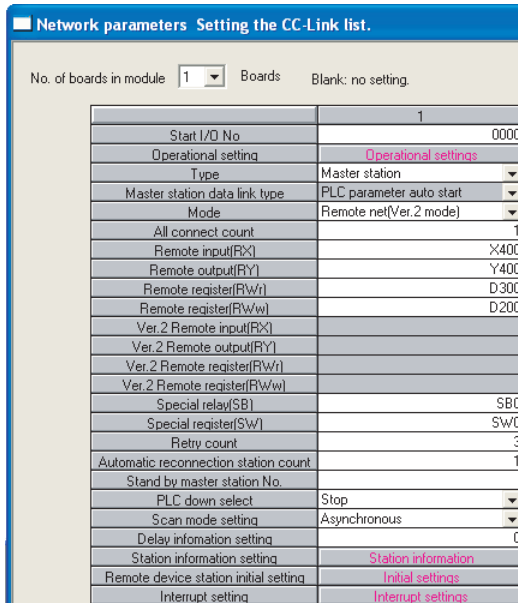 Network parameters Setting the CC-Link list.
No. of boards in module 1 Boards Blank: no setting.
1
Start I/O No 0000
Operational setting Operational settings
Type Master station
Master station data link type PLC parameter auto start
Mode Remote net(Ver.2 mode)
All connect count 1
Remote input(RX) X400
Remote output(RY) Y400
Remote register(RWr) D300
Remote register(RWw) D200
Ver.2 Remote input(RX)
Ver.2 Remote output(RY)
Ver.2 Remote register(RWr)
Ver.2 Remote register(RWw)
Special relay(SB) SB0
Special register(SW) SW0
Retry count 3
Automatic reconnection station count 1
Stand by master station No.
PLC down select Stop
Scan mode setting Asynchronous
Delay infomation setting 0
Station information setting Station information
Remote device station initial setting Initial settings
Interrupt setting Interrupt settings